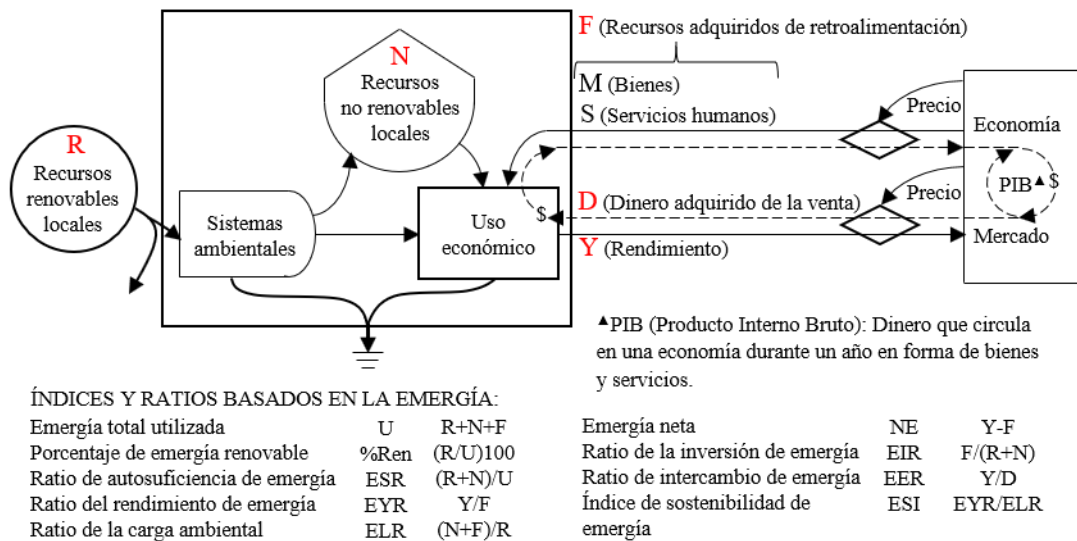 F (Recursos adquiridos de retroalimentación)
N
Recursos
no renovables
locales
M (Bienes)
S (Servicios humanos)
Precio
Economía
R
Recursos
renovables
locales
Sistemas
ambientales
Uso
económico
$
D (Dinero adquirido de la venta)
Precio
PIB▲ $
Y (Rendimiento)
Mercado
▲PIB (Producto Interno Bruto): Dinero que circula
en una economía durante un año en forma de bienes
y servicios.
ÍNDICES Y RATIOS BASADOS EN LA EMERGÍA:
Emergía total utilizada U R+N+F
Porcentaje de emergía renovable %Ren (R/U)100
Ratio de autosuficiencia de emergía ESR (R+N)/U
Ratio del rendimiento de emergía EYR Y/F
Ratio de la carga ambiental ELR (N+F)/R
Emergía neta NE Y-F
Ratio de la inversión de emergía EIR F/(R+N)
Ratio de intercambio de emergía EER Y/D
Índice de sostenibilidad de ESI EYR/ELR
emergía